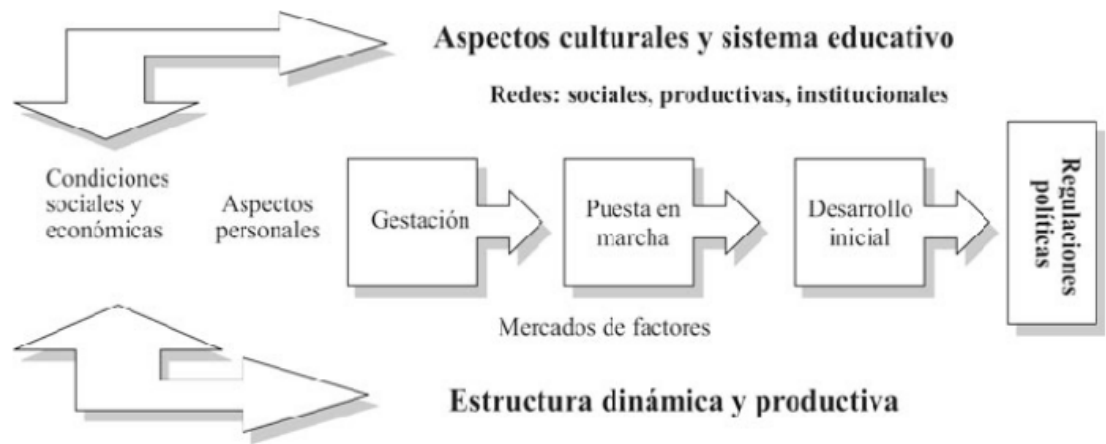 Aspectos culturales y sistema educativo
Redes: sociales, productivas, institucionales
Condiciones
sociales y
económicas
Aspectos
personales
Gestación
Puesta en
marcha
Desarrollo
inicial
Regulaciones
políticas
Mercados de factores
Estructura dinámica y productiva